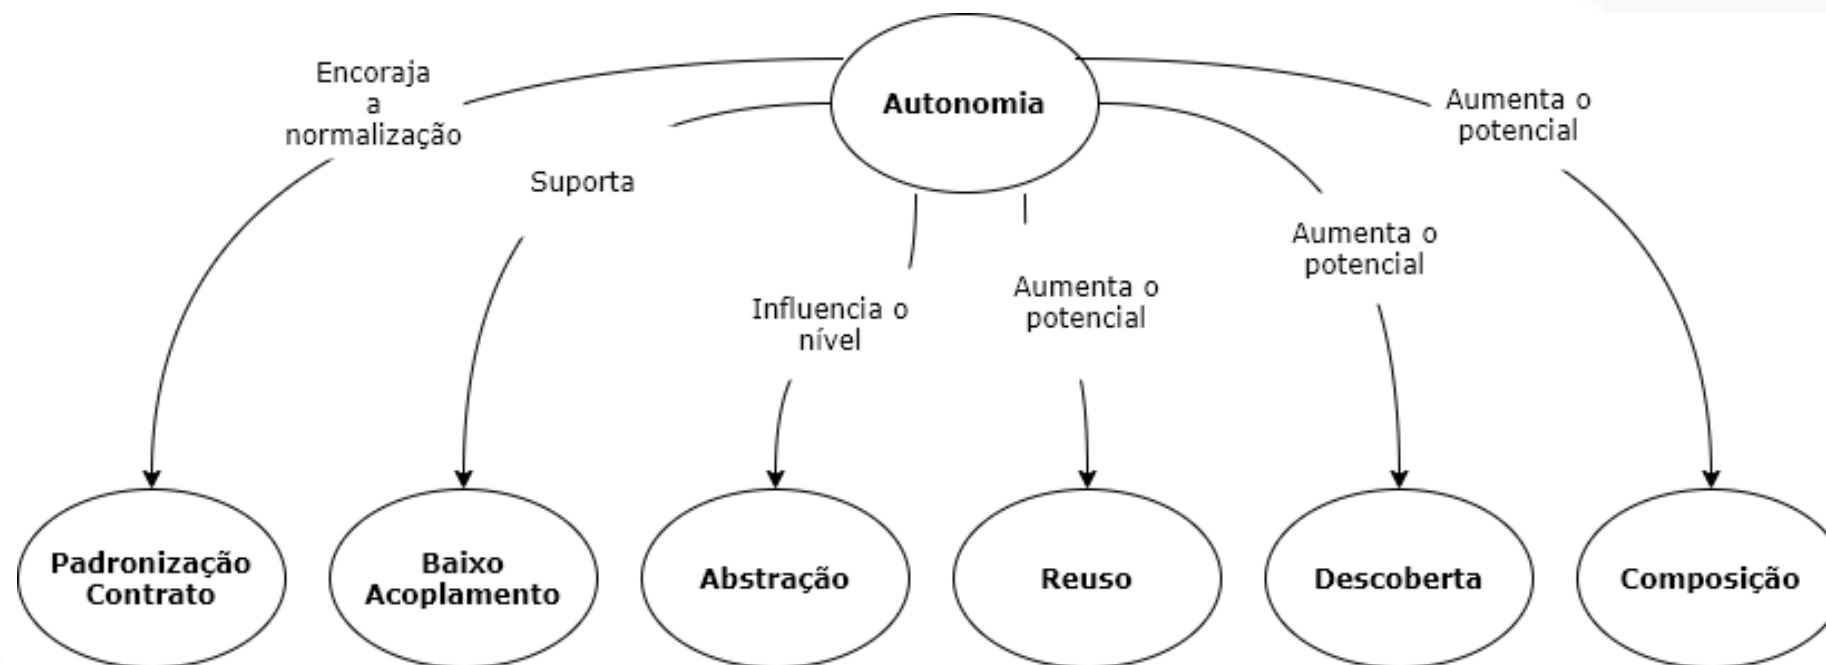 Autonomia
Encoraja
a
normalização
Suporta
Influencia o
nível
Aumenta o
potencial
Aumenta o
potencial
Aumenta o
potencial
Padronização
Contrato
Baixo
Acoplamento
Abstração
Reuso
Descoberta
Composição